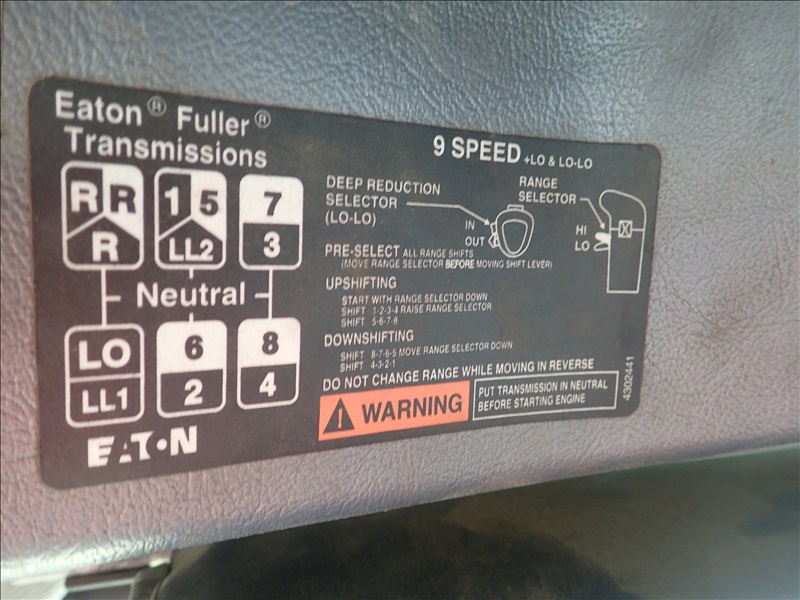 Eaton® Fuller®
Transmissions
9 SPEED +LO & LO-LO
R R
R
1 5
LL2
7
3
Neutral
LO
LL1
6
2
8
4
EATON
DEEP REDUCTION
SELECTOR
(LO-LO)
IN
OUT
RANGE
SELECTOR
HI
LO
PRE-SELECT ALL RANGE SHIFTS
(MOVE RANGE SELECTOR BEFORE MOVING SHIFT LEVER)
UPSHIFTING
START WITH RANGE SELECTOR DOWN
SHIFT 1-2-3-4 RAISE RANGE SELECTOR
SHIFT 5-6-7-8
DOWNSHIFTING
SHIFT 8-7-6-5 MOVE RANGE SELECTOR DOWN
SHIFT 4-3-2-1
DO NOT CHANGE RANGE WHILE MOVING IN REVERSE
WARNING
PUT TRANSMISSION IN NEUTRAL
BEFORE STARTING ENGINE
4302441